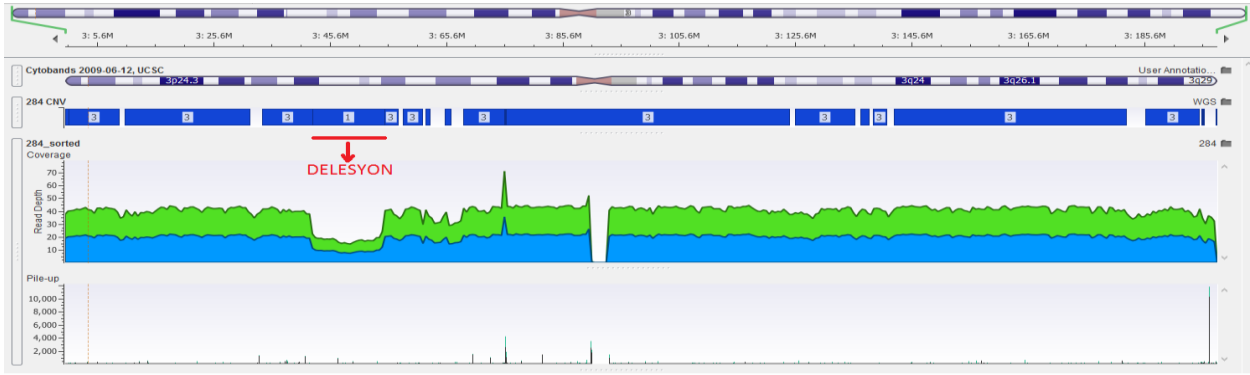 3: 5.6M 3: 25.6M 3: 45.6M 3: 65.6M 3: 85.6M 3: 105.6M 3: 125.6M 3: 145.6M 3: 165.6M 3: 185.6M
Cytobands 2009-06-12, UCSC User Annotatio...
3p24.3 3q24 3q26.1 3q29
284 CNV WGS
3 3 3 1 3 3 3 3 3 3 3 3
284_sorted 284
Coverage
DELESYON
Read Depth
70
60
50
40
30
20
10
Pile-up
10,000
8,000
6,000
4,000
2,000